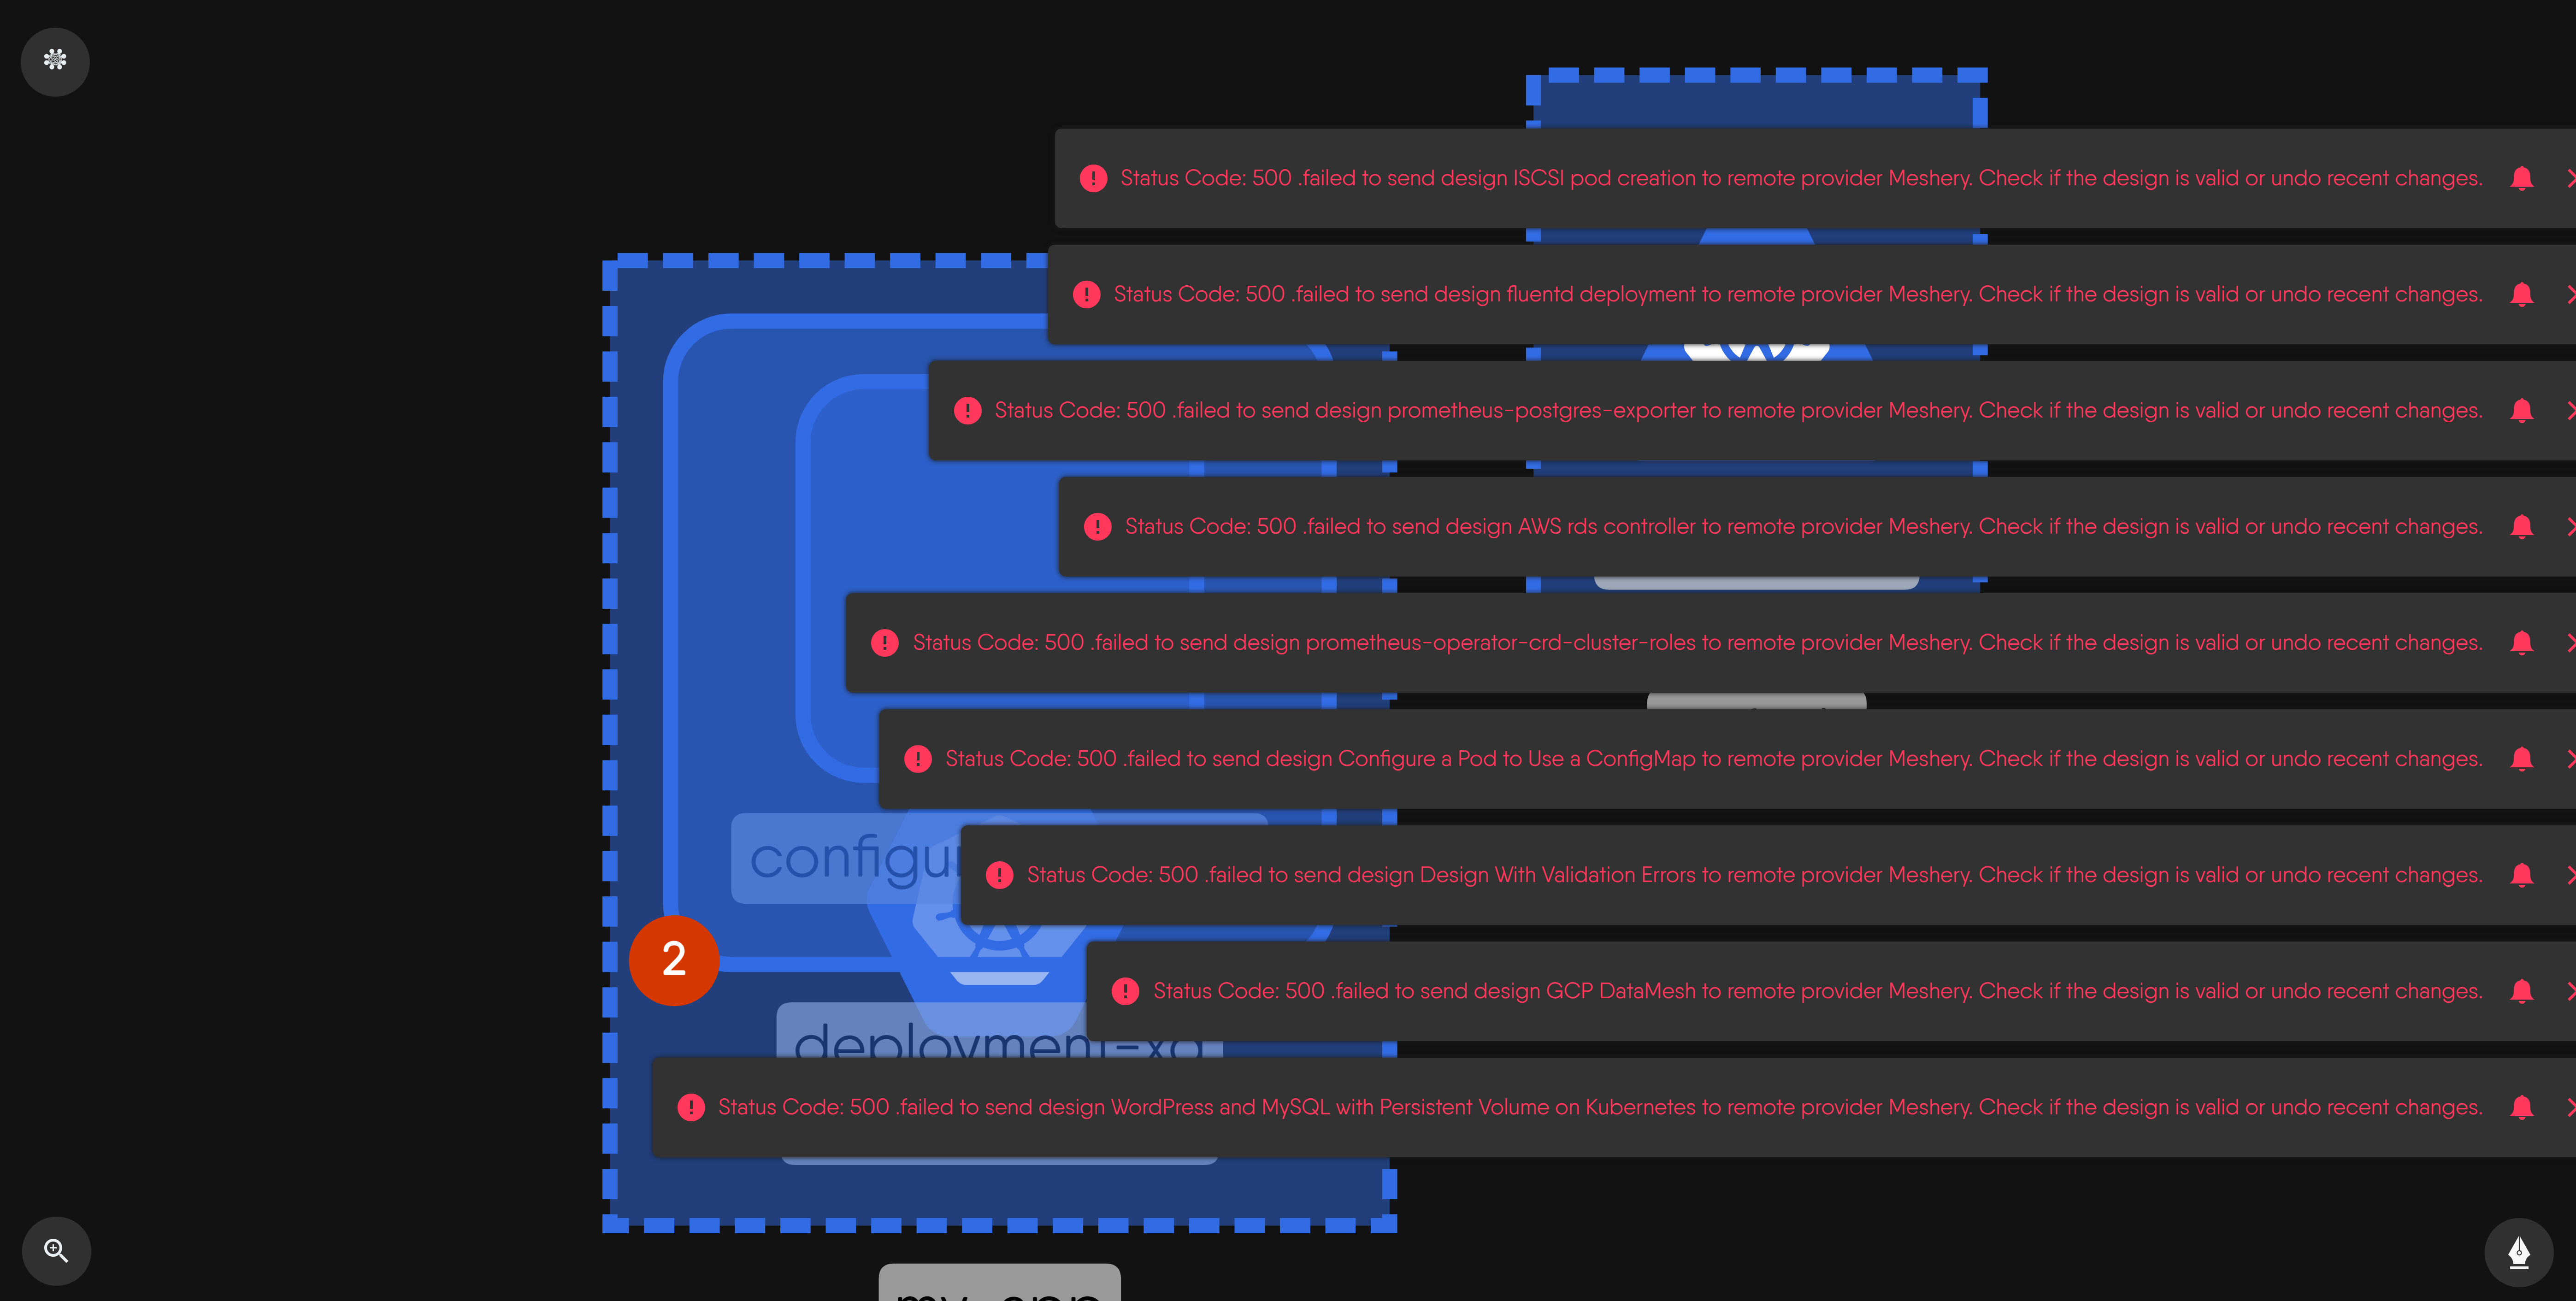 Status Code: 500 .failed to send design ISCSI pod creation to remote provider Meshery. Check if the design is valid or undo recent changes.
Status Code: 500 .failed to send design fluentd deployment to remote provider Meshery. Check if the design is valid or undo recent changes.
Status Code: 500 .failed to send design prometheus-postgres-exporter to remote provider Meshery. Check if the design is valid or undo recent changes.
Status Code: 500 .failed to send design AWS rds controller to remote provider Meshery. Check if the design is valid or undo recent changes.
Status Code: 500 .failed to send design prometheus-operator-crd-cluster-roles to remote provider Meshery. Check if the design is valid or undo recent changes.
Status Code: 500 .failed to send design Configure a Pod to Use a ConfigMap to remote provider Meshery. Check if the design is valid or undo recent changes.
Status Code: 500 .failed to send design Design With Validation Errors to remote provider Meshery. Check if the design is valid or undo recent changes.
2
Status Code: 500 .failed to send design GCP DataMesh to remote provider Meshery. Check if the design is valid or undo recent changes.
deployment-xq
Status Code: 500 .failed to send design WordPress and MySQL with Persistent Volume on Kubernetes to remote provider Meshery. Check if the design is valid or undo recent changes.